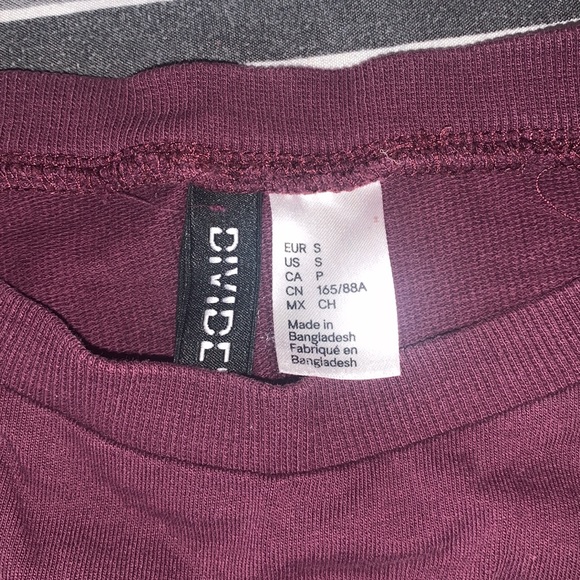 DIVIDE
EUR S
US S
CA P
CN 165/88A
MX CH
Made in
Bangladesh
Fabriqué en
Bangladesh